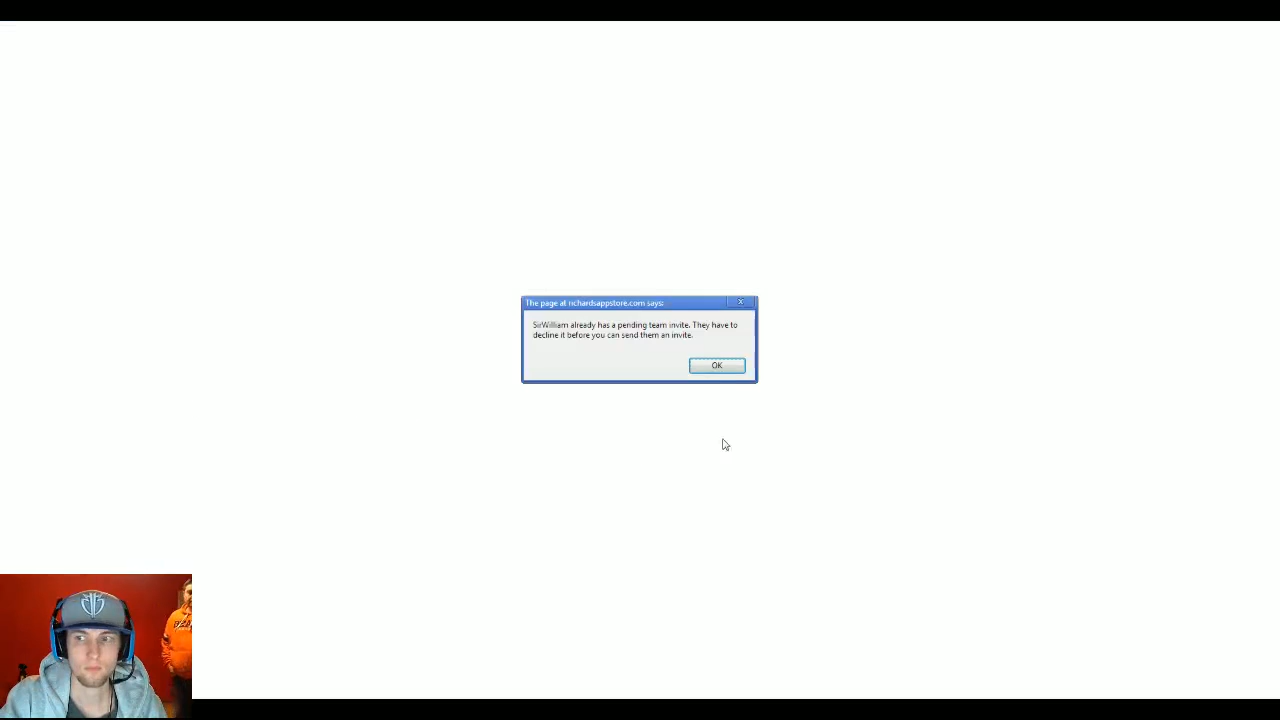 The page at richardsappstore.com says:
SirWilliam already has a pending team invite. They have to
decline it before you can send them an invite.
OK